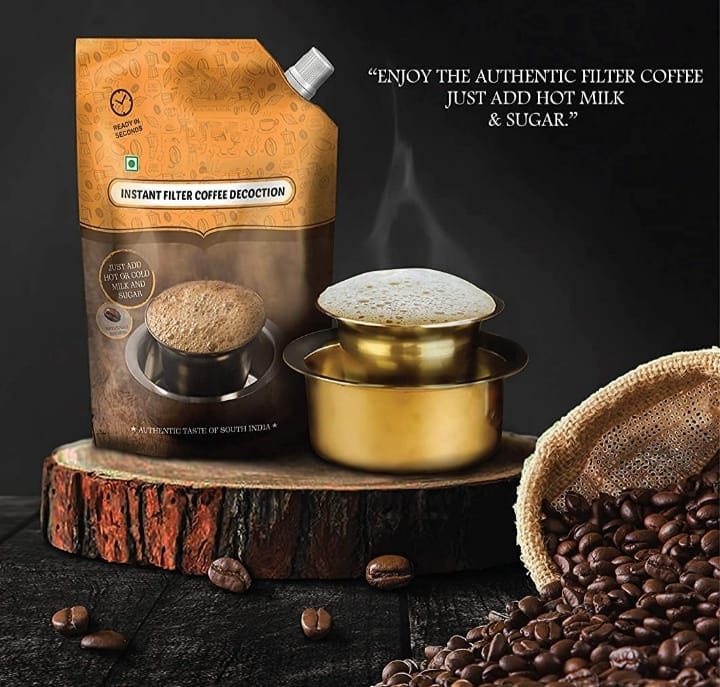 READY IN
SECONDS
INSTANT FILTER COFFEE DECOCTION
JUST ADD
HOT OR COLD
MILK AND
SUGAR
★ AUTHENTIC TASTE OF SOUTH INDIA ★
“ENJOY THE AUTHENTIC FILTER COFFEE
JUST ADD HOT MILK
& SUGAR.”